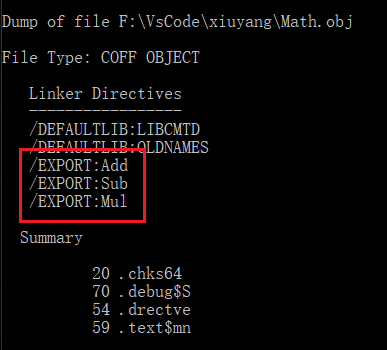 Dump of file F:\VsCode\xiuyang\Math.obj
File Type: COFF OBJECT
Linker Directives
-----------------
/DEFAULTLIB:LIBCMTD
/DEFAULTLIB:OLDNAMES
/EXPORT:Add
/EXPORT:Sub
/EXPORT:Mul
Summary
20 .chks64
70 .debug$S
54 .drectve
59 .text$mn